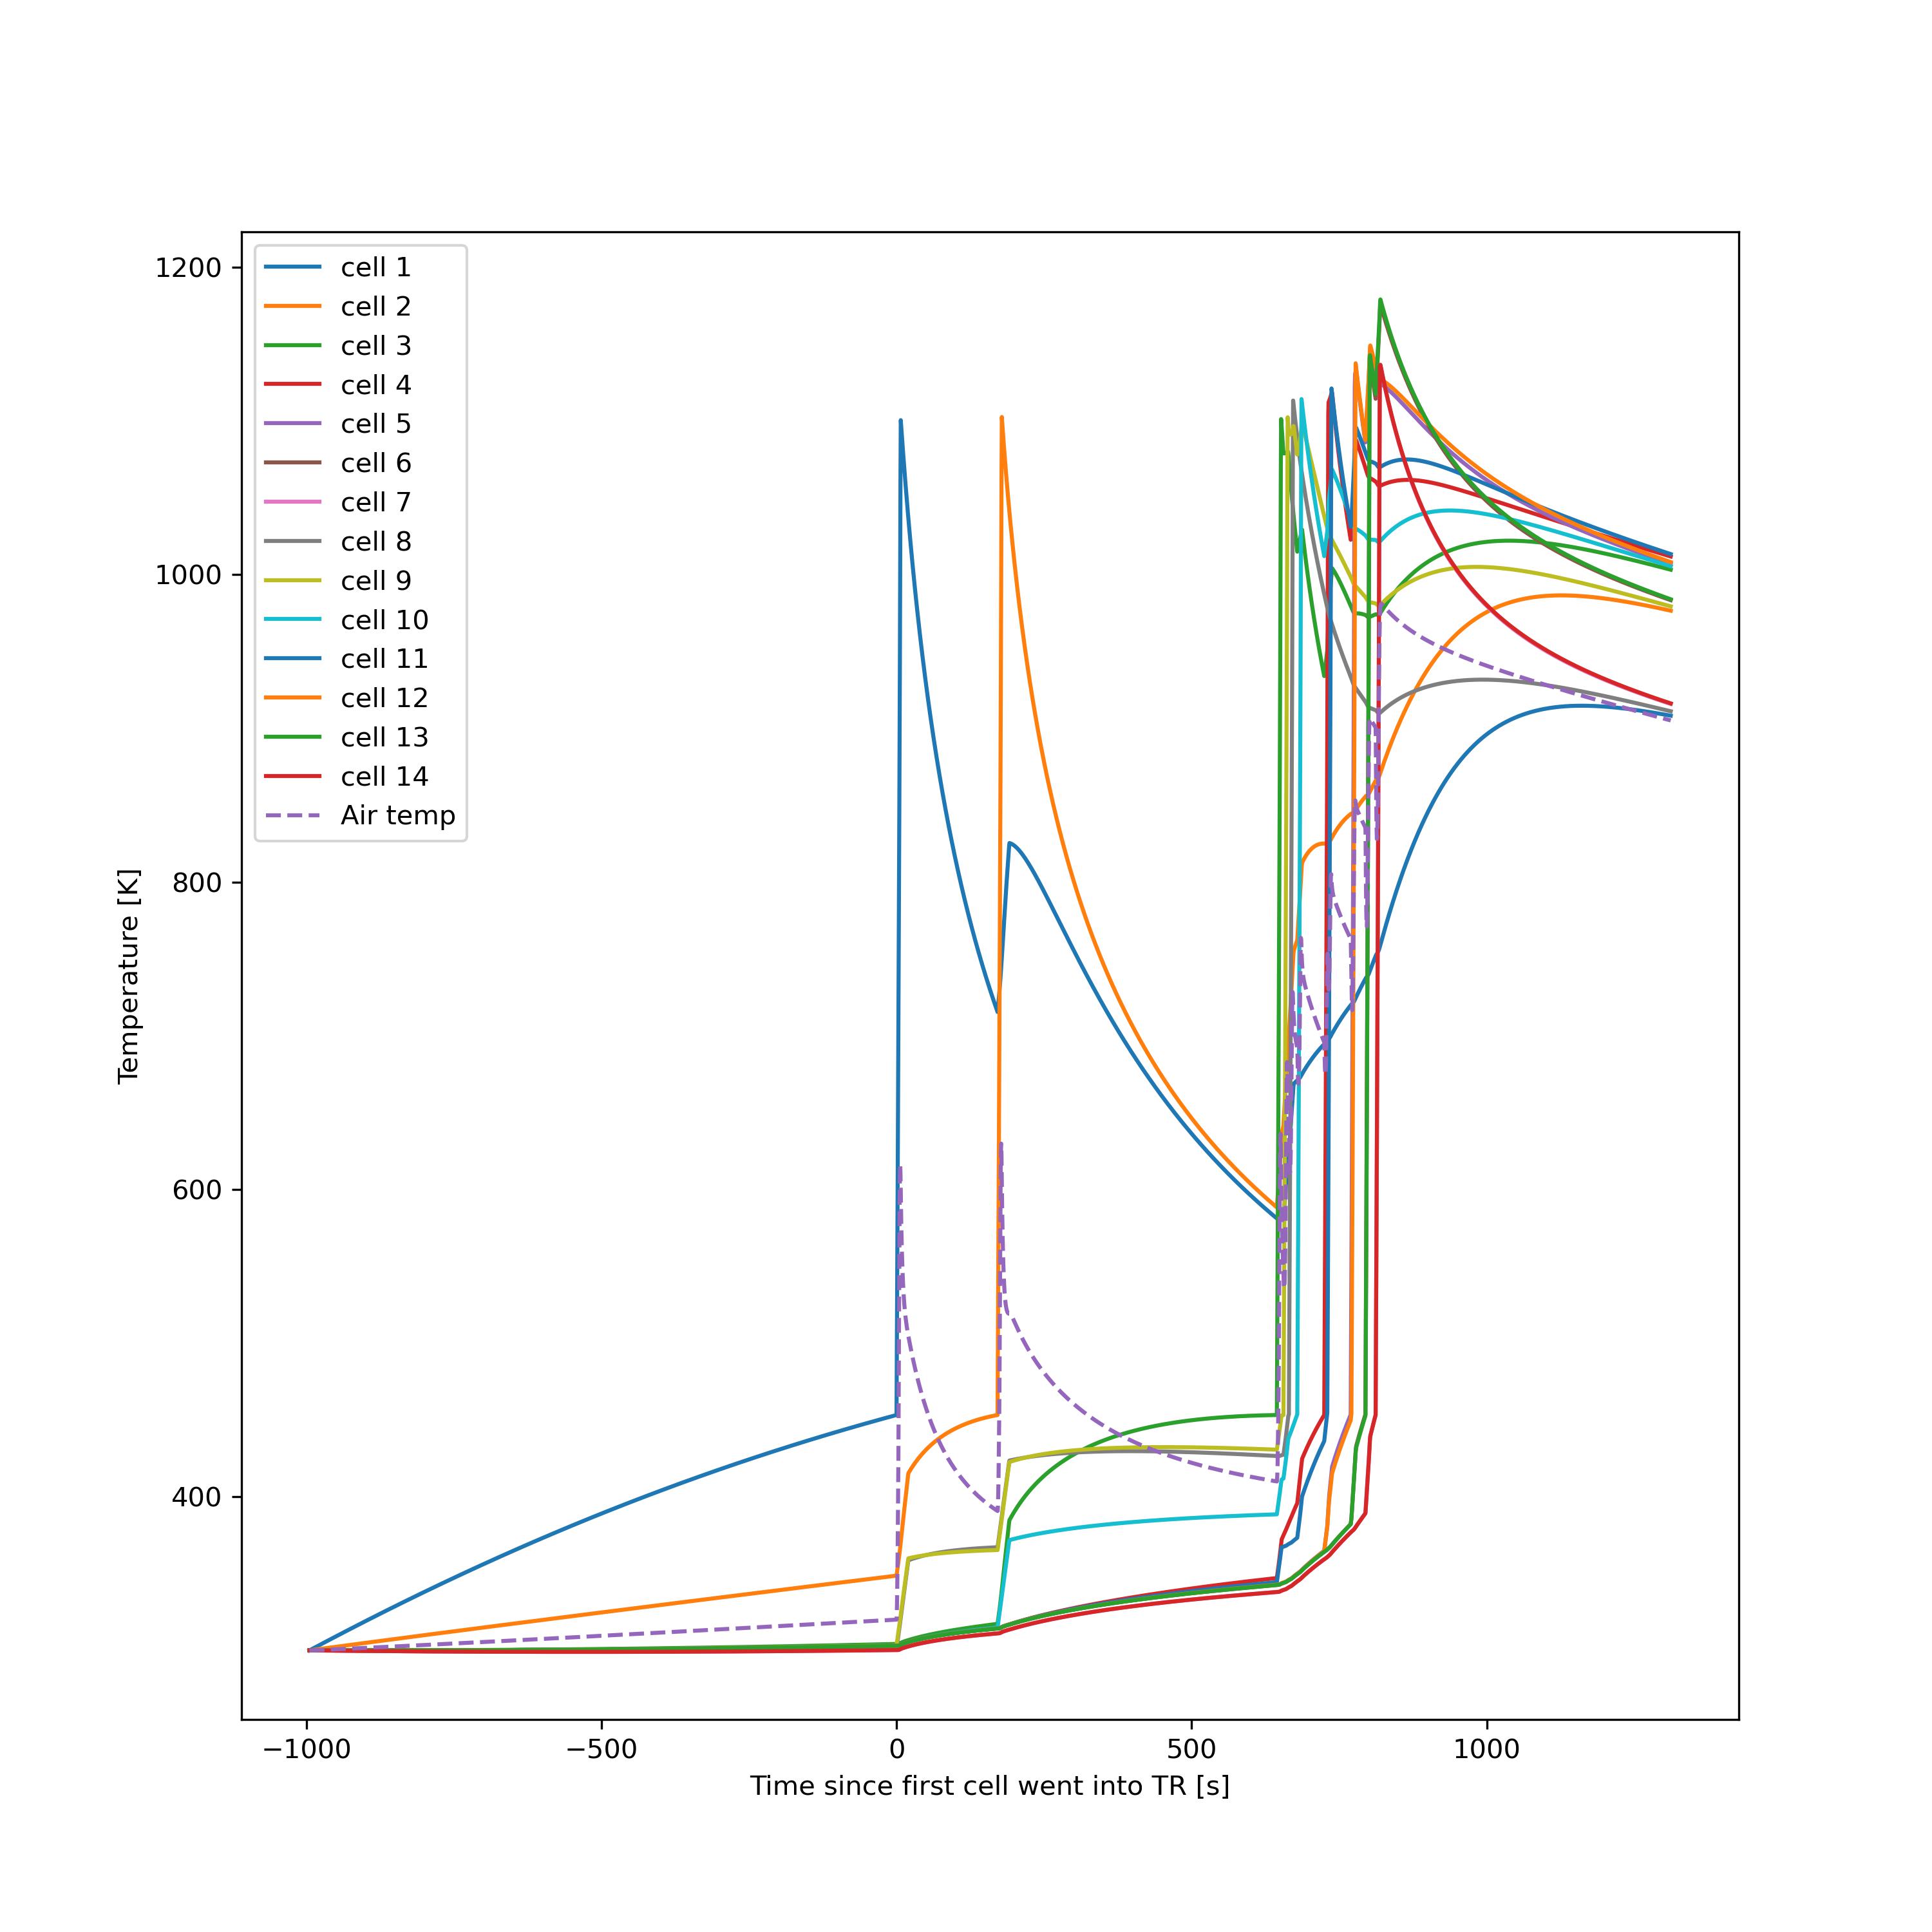 1200
1000
800
600
400
Temperature [K]
cell 1
cell 2
cell 3
cell 4
cell 5
cell 6
cell 7
cell 8
cell 9
cell 10
cell 11
cell 12
cell 13
cell 14
Air temp
−1000
−500
0
500
1000
Time since first cell went into TR [s]